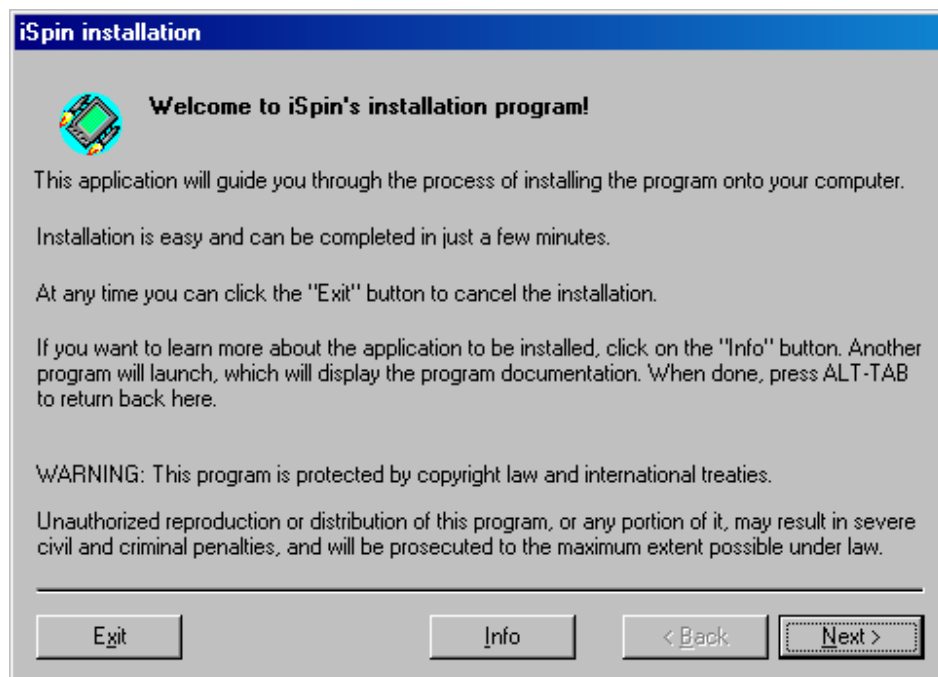 iSpin installation
Welcome to iSpin's installation program!
This application will guide you through the process of installing the program onto your computer.
Installation is easy and can be completed in just a few minutes.
At any time you can click the "Exit" button to cancel the installation.
If you want to learn more about the application to be installed, click on the "Info" button. Another
program will launch, which will display the program documentation. When done, press ALT-TAB
to return back here.
WARNING: This program is protected by copyright law and international treaties.
Unauthorized reproduction or distribution of this program, or any portion of it, may result in severe
civil and criminal penalties, and will be prosecuted to the maximum extent possible under law.
Exit Info < Back Next >